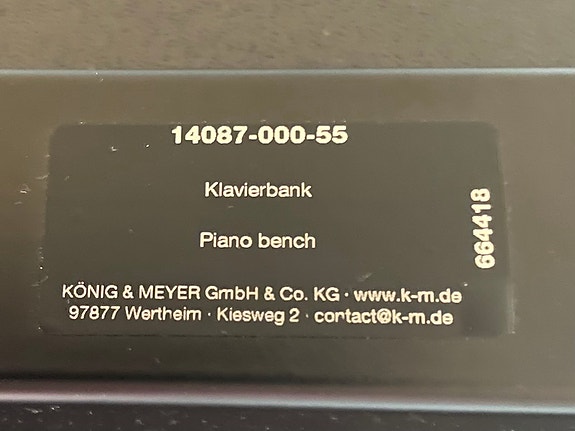 14087-000-55
Klavierbank
Piano bench
KÖNIG & MEYER GmbH & Co. KG · www.k-m.de
97877 Wertheim · Kiesweg 2 · contact@k-m.de
664418